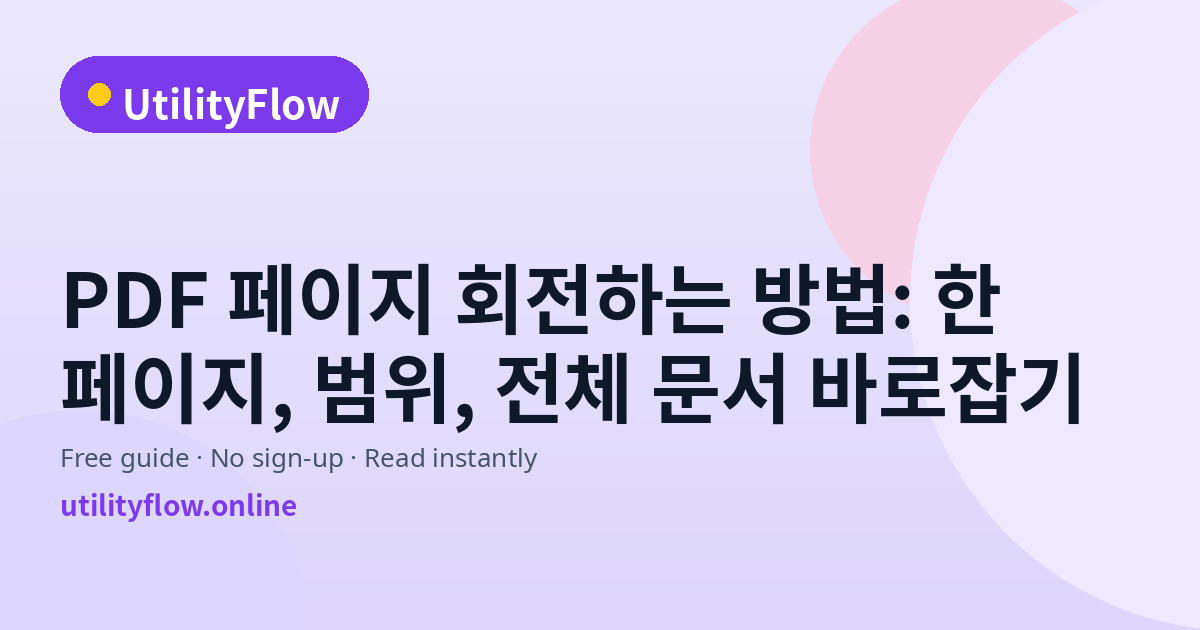 UtilityFlow
PDF 페이지 회전하는 방법: 한
페이지, 범위, 전체 문서 바로잡기
Free guide · No sign-up · Read instantly
utilityflow.online